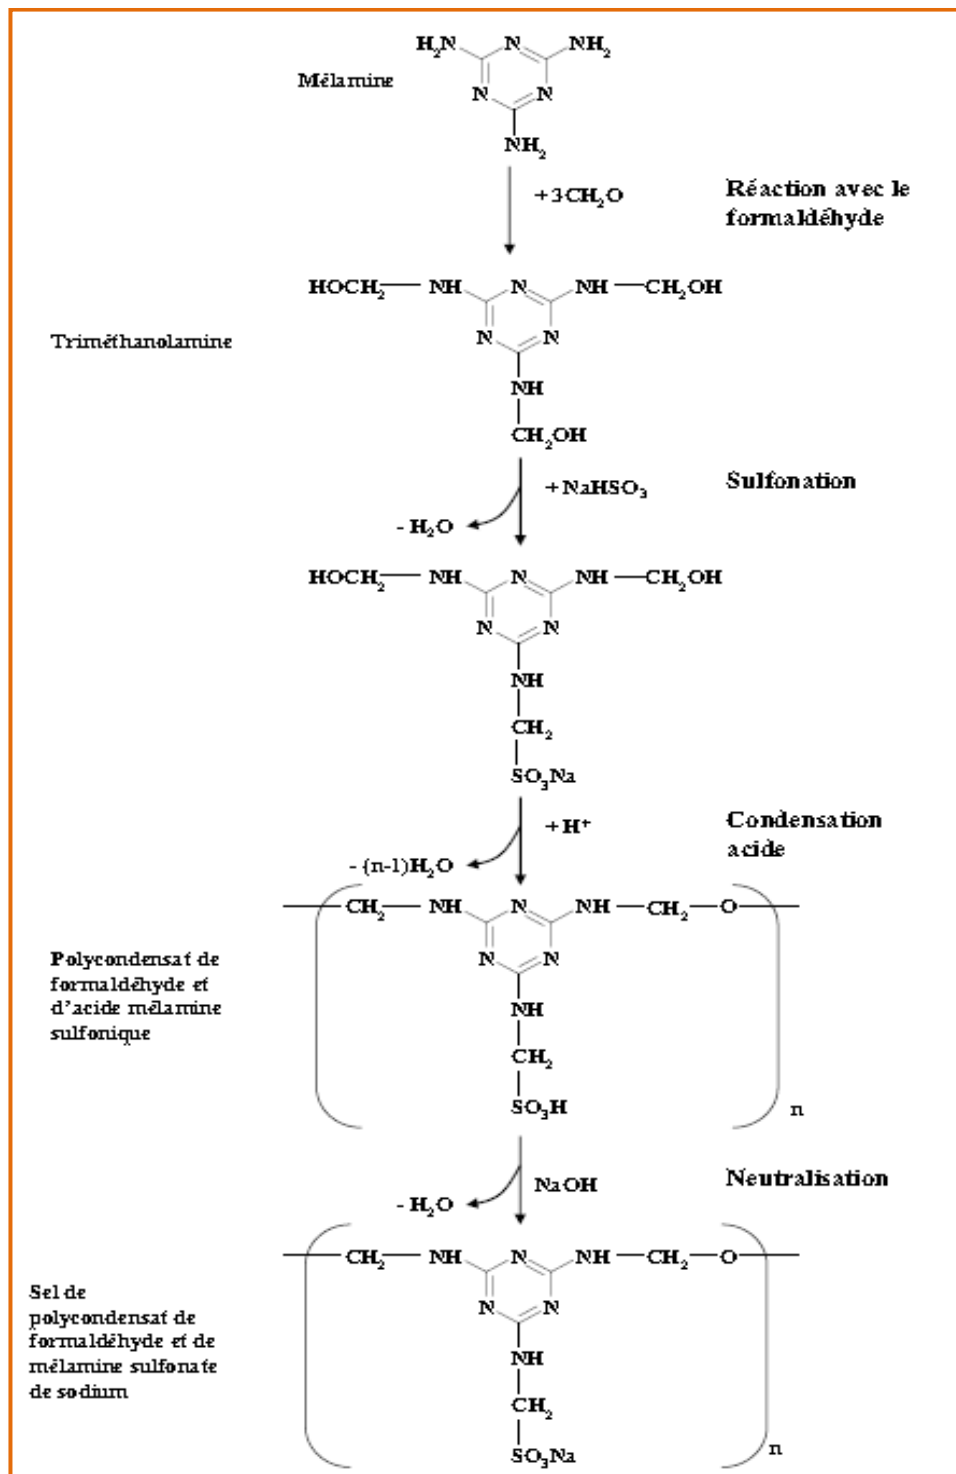 H₂N N NH₂
Mélamine
N N
NH₂
+ 3CH₂O
Réaction avec le
formaldéhyde
HOCH₂ NH N NH CH₂OH
Triméthanolamine
N N
NH
CH₂OH
+ NaHSO₃
Sulfonation
- H₂O
HOCH₂ NH N NH CH₂OH
N N
NH
CH₂
SO₃Na
+ H⁺
Condensation
acide
- (n-1)H₂O
CH₂ NH N NH CH₂ O
N N
Polycondensat de
formaldéhyde et
d'acide mélamine
sulfonique
NH
CH₂
SO₃H
n
NaOH
Neutralisation
- H₂O
CH₂ NH N NH CH₂ O
N N
Sel de
polycondensat de
formaldéhyde et de
mélamine sulfonate
de sodium
NH
CH₂
SO₃Na
n